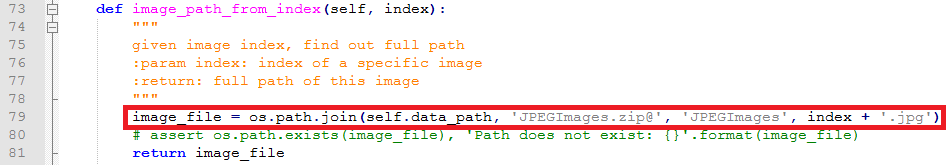 73 def image_path_from_index(self, index):
74 """
75 given image index, find out full path
76 :param index: index of a specific image
77 :return: full path of this image
78 """
79 image_file = os.path.join(self.data_path, 'JPEGImages.zip@', 'JPEGImages', index + '.jpg')
80 # assert os.path.exists(image_file), 'Path does not exist: {}'.format(image_file)
81 return image_file